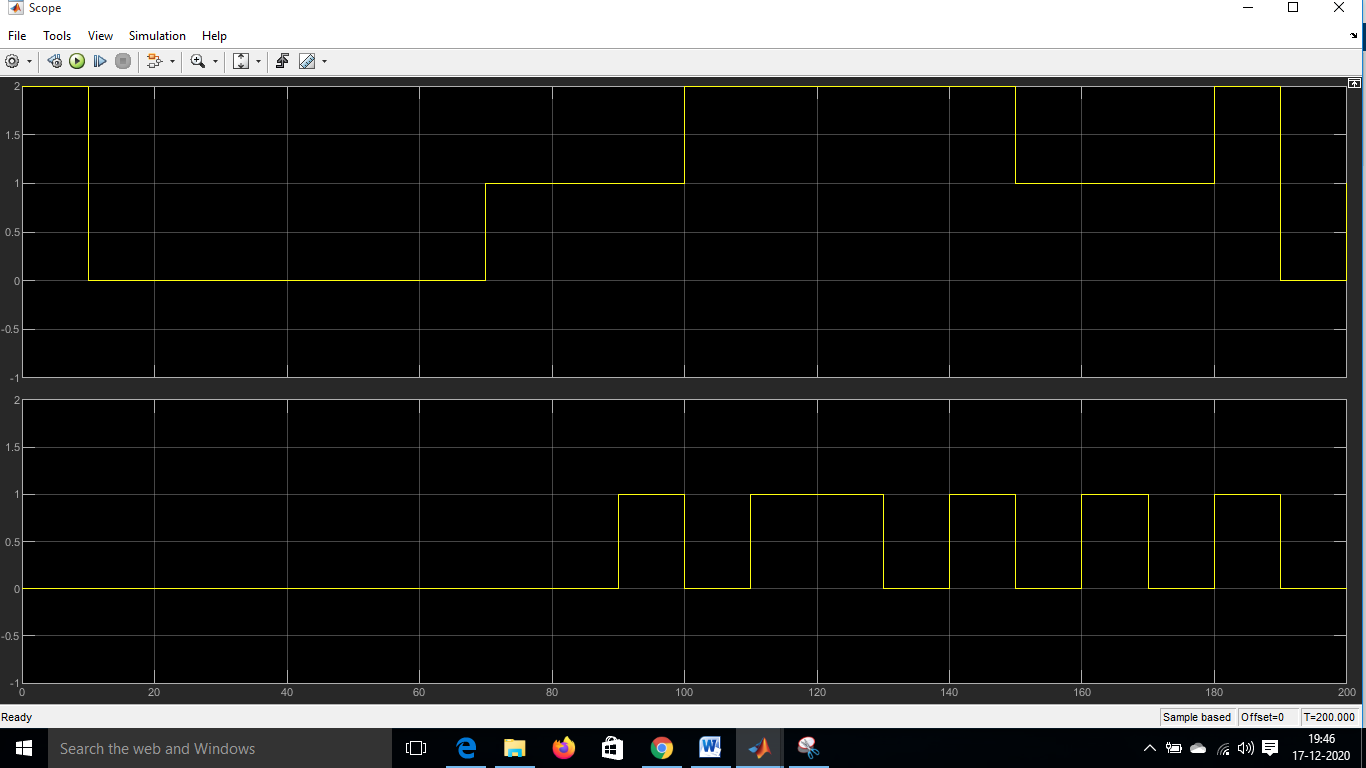 Scope
File Tools View Simulation Help
2
1.5
1
0.5
0
-0.5
-1
2
1.5
1
0.5
0
-0.5
-1
0 20 40 60 80 100 120 140 160 180 200
Ready
Sample based Offset=0 T=200.000
Search the web and Windows
19:46
17-12-2020